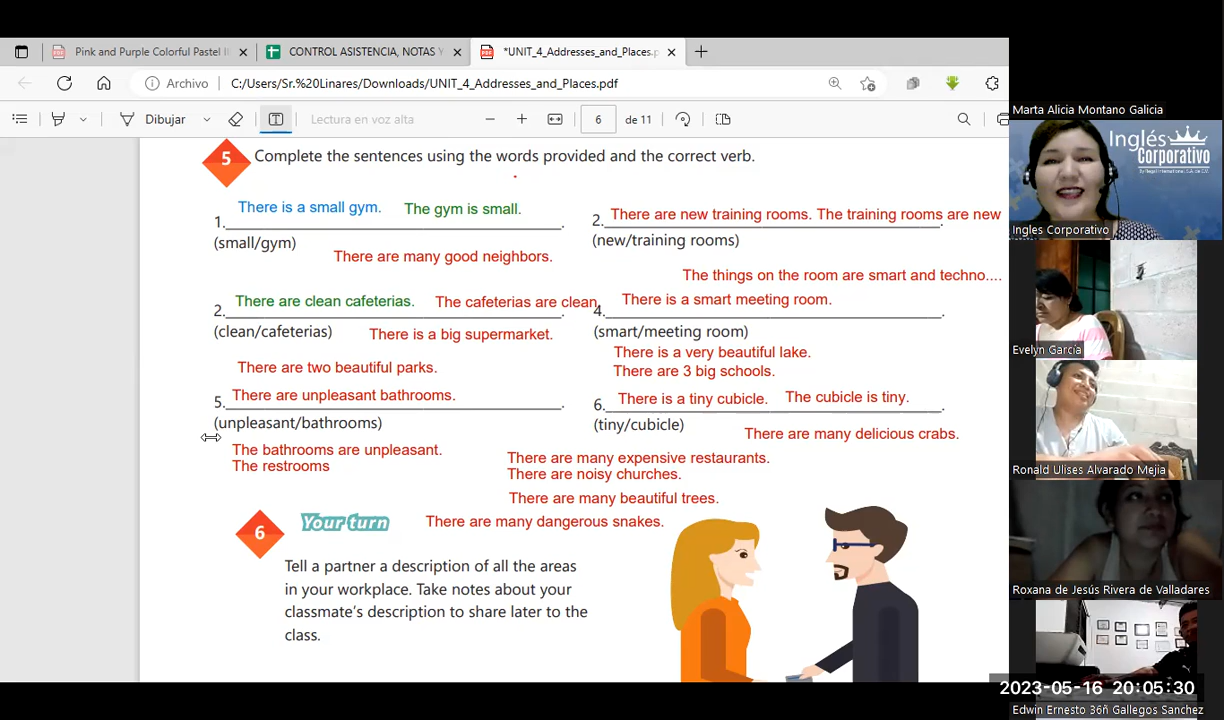 Pink and Purple Colorful Pastel Il
CONTROL ASISTENCIA, NOTAS Y
*UNIT_4_Addresses_and_Places.p
Archivo
C:/Users/Sr.%20Linares/Downloads/UNIT_4_Addresses_and_Places.pdf
Dibujar
Lectura en voz alta
6
de 11
5
Complete the sentences using the words provided and the correct verb.
There is a small gym.
The gym is small.
1.
(small/gym)
There are many good neighbors.
There are new training rooms. The training rooms are new
2.
(new/training rooms)
The things on the room are smart and techno....
There are clean cafeterias.
The cafeterias are clean.
2.
(clean/cafeterias)
There is a big supermarket.
There is a smart meeting room.
4.
(smart/meeting room)
There is a very beautiful lake.
There are two beautiful parks.
There are 3 big schools.
There are unpleasant bathrooms.
5.
(unpleasant/bathrooms)
There is a tiny cubicle.
The cubicle is tiny.
6.
(tiny/cubicle)
There are many delicious crabs.
The bathrooms are unpleasant.
The restrooms
There are many expensive restaurants.
There are noisy churches.
There are many beautiful trees.
There are many dangerous snakes.
6
Your turn
Tell a partner a description of all the areas
in your workplace. Take notes about your
classmate's description to share later to the
class.
Marta Alicia Montano Galicia
Inglés
Corporativo
Ingles Corporativo
Evelyn García
Ronald Ulises Alvarado Mejia
Roxana de Jesús Rivera de Valladares
2023-05-16 20:05:30
Edwin Ernesto 36ñ Gallegos Sanchez